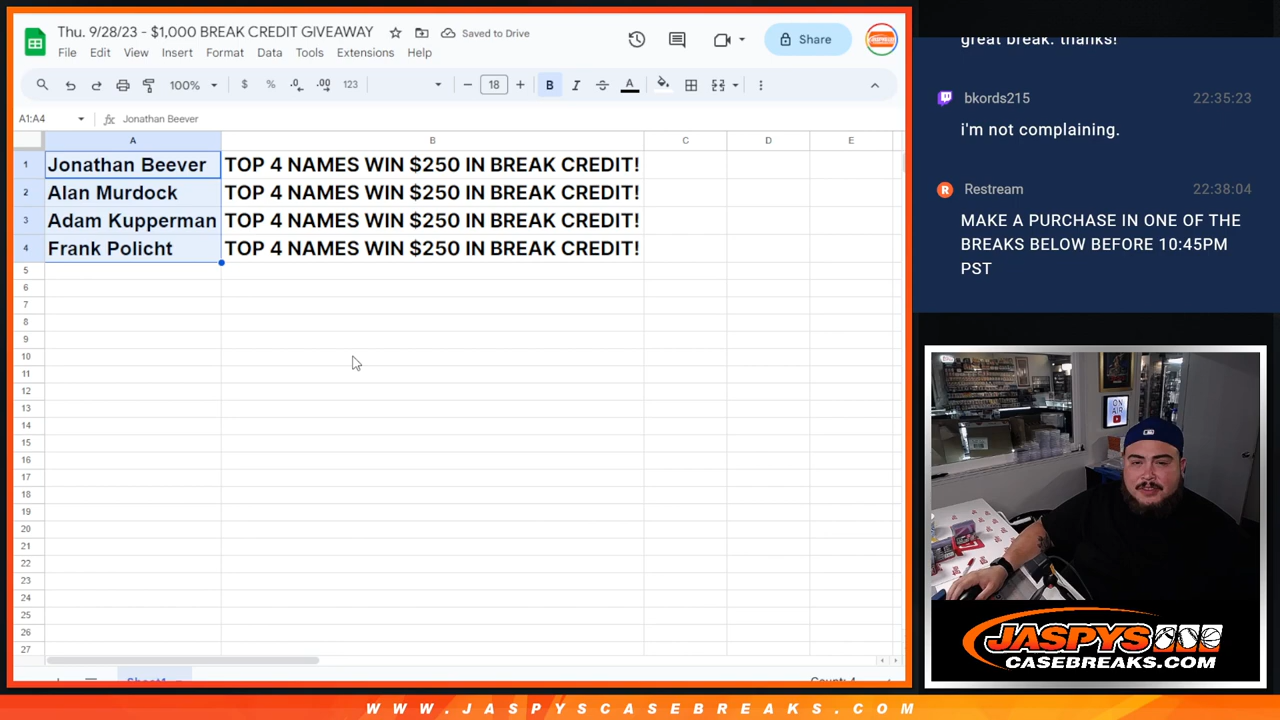 Thu. 9/28/23 - $1,000 BREAK CREDIT GIVEAWAY
Saved to Drive
Share
File Edit View Insert Format Data Tools Extensions Help
100% $ % .0 .00 123 18 B I A
A1:A4 fx Jonathan Beever
A B C D E
1 Jonathan Beever TOP 4 NAMES WIN $250 IN BREAK CREDIT!
2 Alan Murdock TOP 4 NAMES WIN $250 IN BREAK CREDIT!
3 Adam Kupperman TOP 4 NAMES WIN $250 IN BREAK CREDIT!
4 Frank Policht TOP 4 NAMES WIN $250 IN BREAK CREDIT!
5
6
7
8
9
10
11
12
13
14
15
16
17
18
19
20
21
22
23
24
25
26
27
great break. thanks!
bkords215 22:35:23
i'm not complaining.
R Restream 22:38:04
MAKE A PURCHASE IN ONE OF THE
BREAKS BELOW BEFORE 10:45PM
PST
ON
AIR
JASPYS
CASEBREAKS.COM
WWW.JASPYSCASEBREAKS.COM